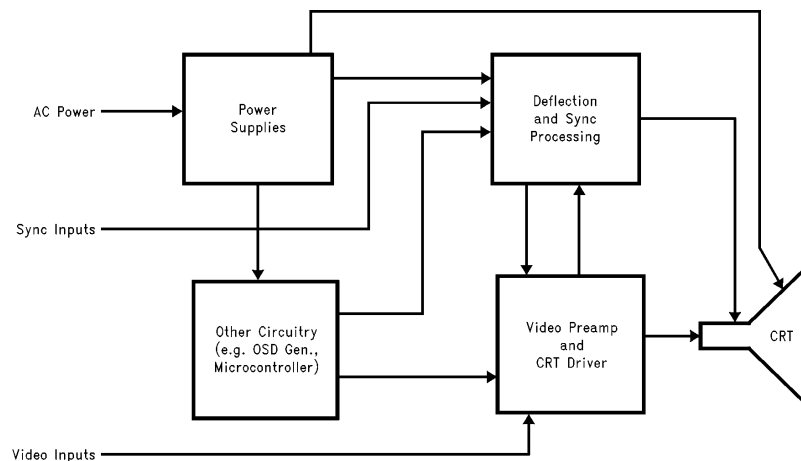 AC Power
Power
Supplies
Deflection
and Sync
Processing
Sync Inputs
Other Circuitry
(e.g. OSD Gen.,
Microcontroller)
Video Preamp
and
CRT Driver
CRT
Video Inputs